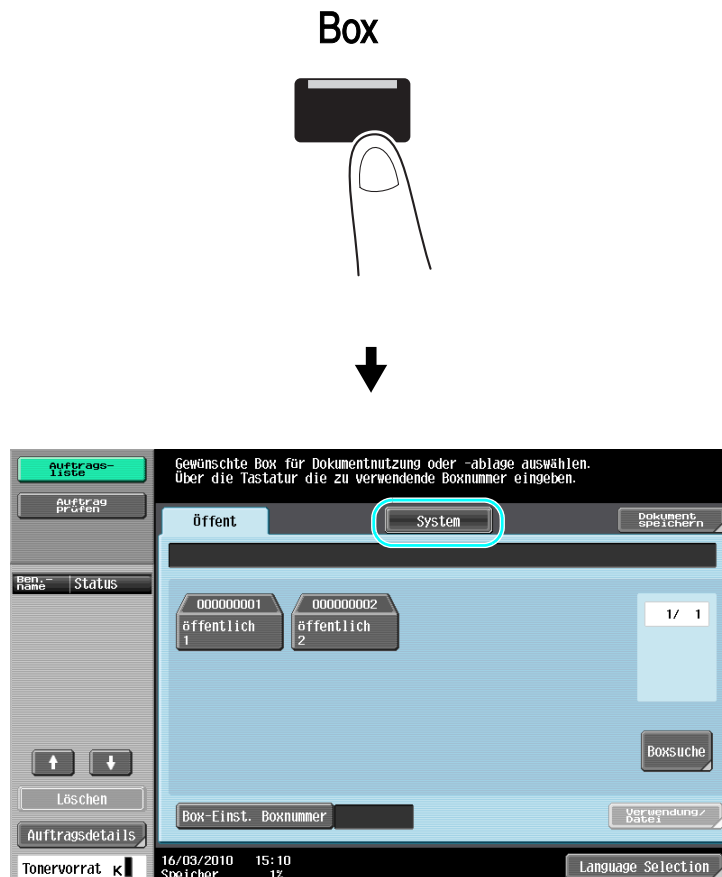 Box
Auftrags-
liste
Auftrag
prüfen
Ben.-
name
Status
Löschen
Auftragsdetails
Tonervorrat K
Gewünschte Box für Dokumentnutzung oder -ablage auswählen.
Über die Tastatur die zu verwendende Boxnummer eingeben.
Öffent
System
Dokument
speichern
000000001
öffentlich
1
000000002
öffentlich
2
1/ 1
Boxsuche
Box-Einst. Boxnummer
Verwendung/
Datei
16/03/2010 15:10
Speicher 1%
Language Selection